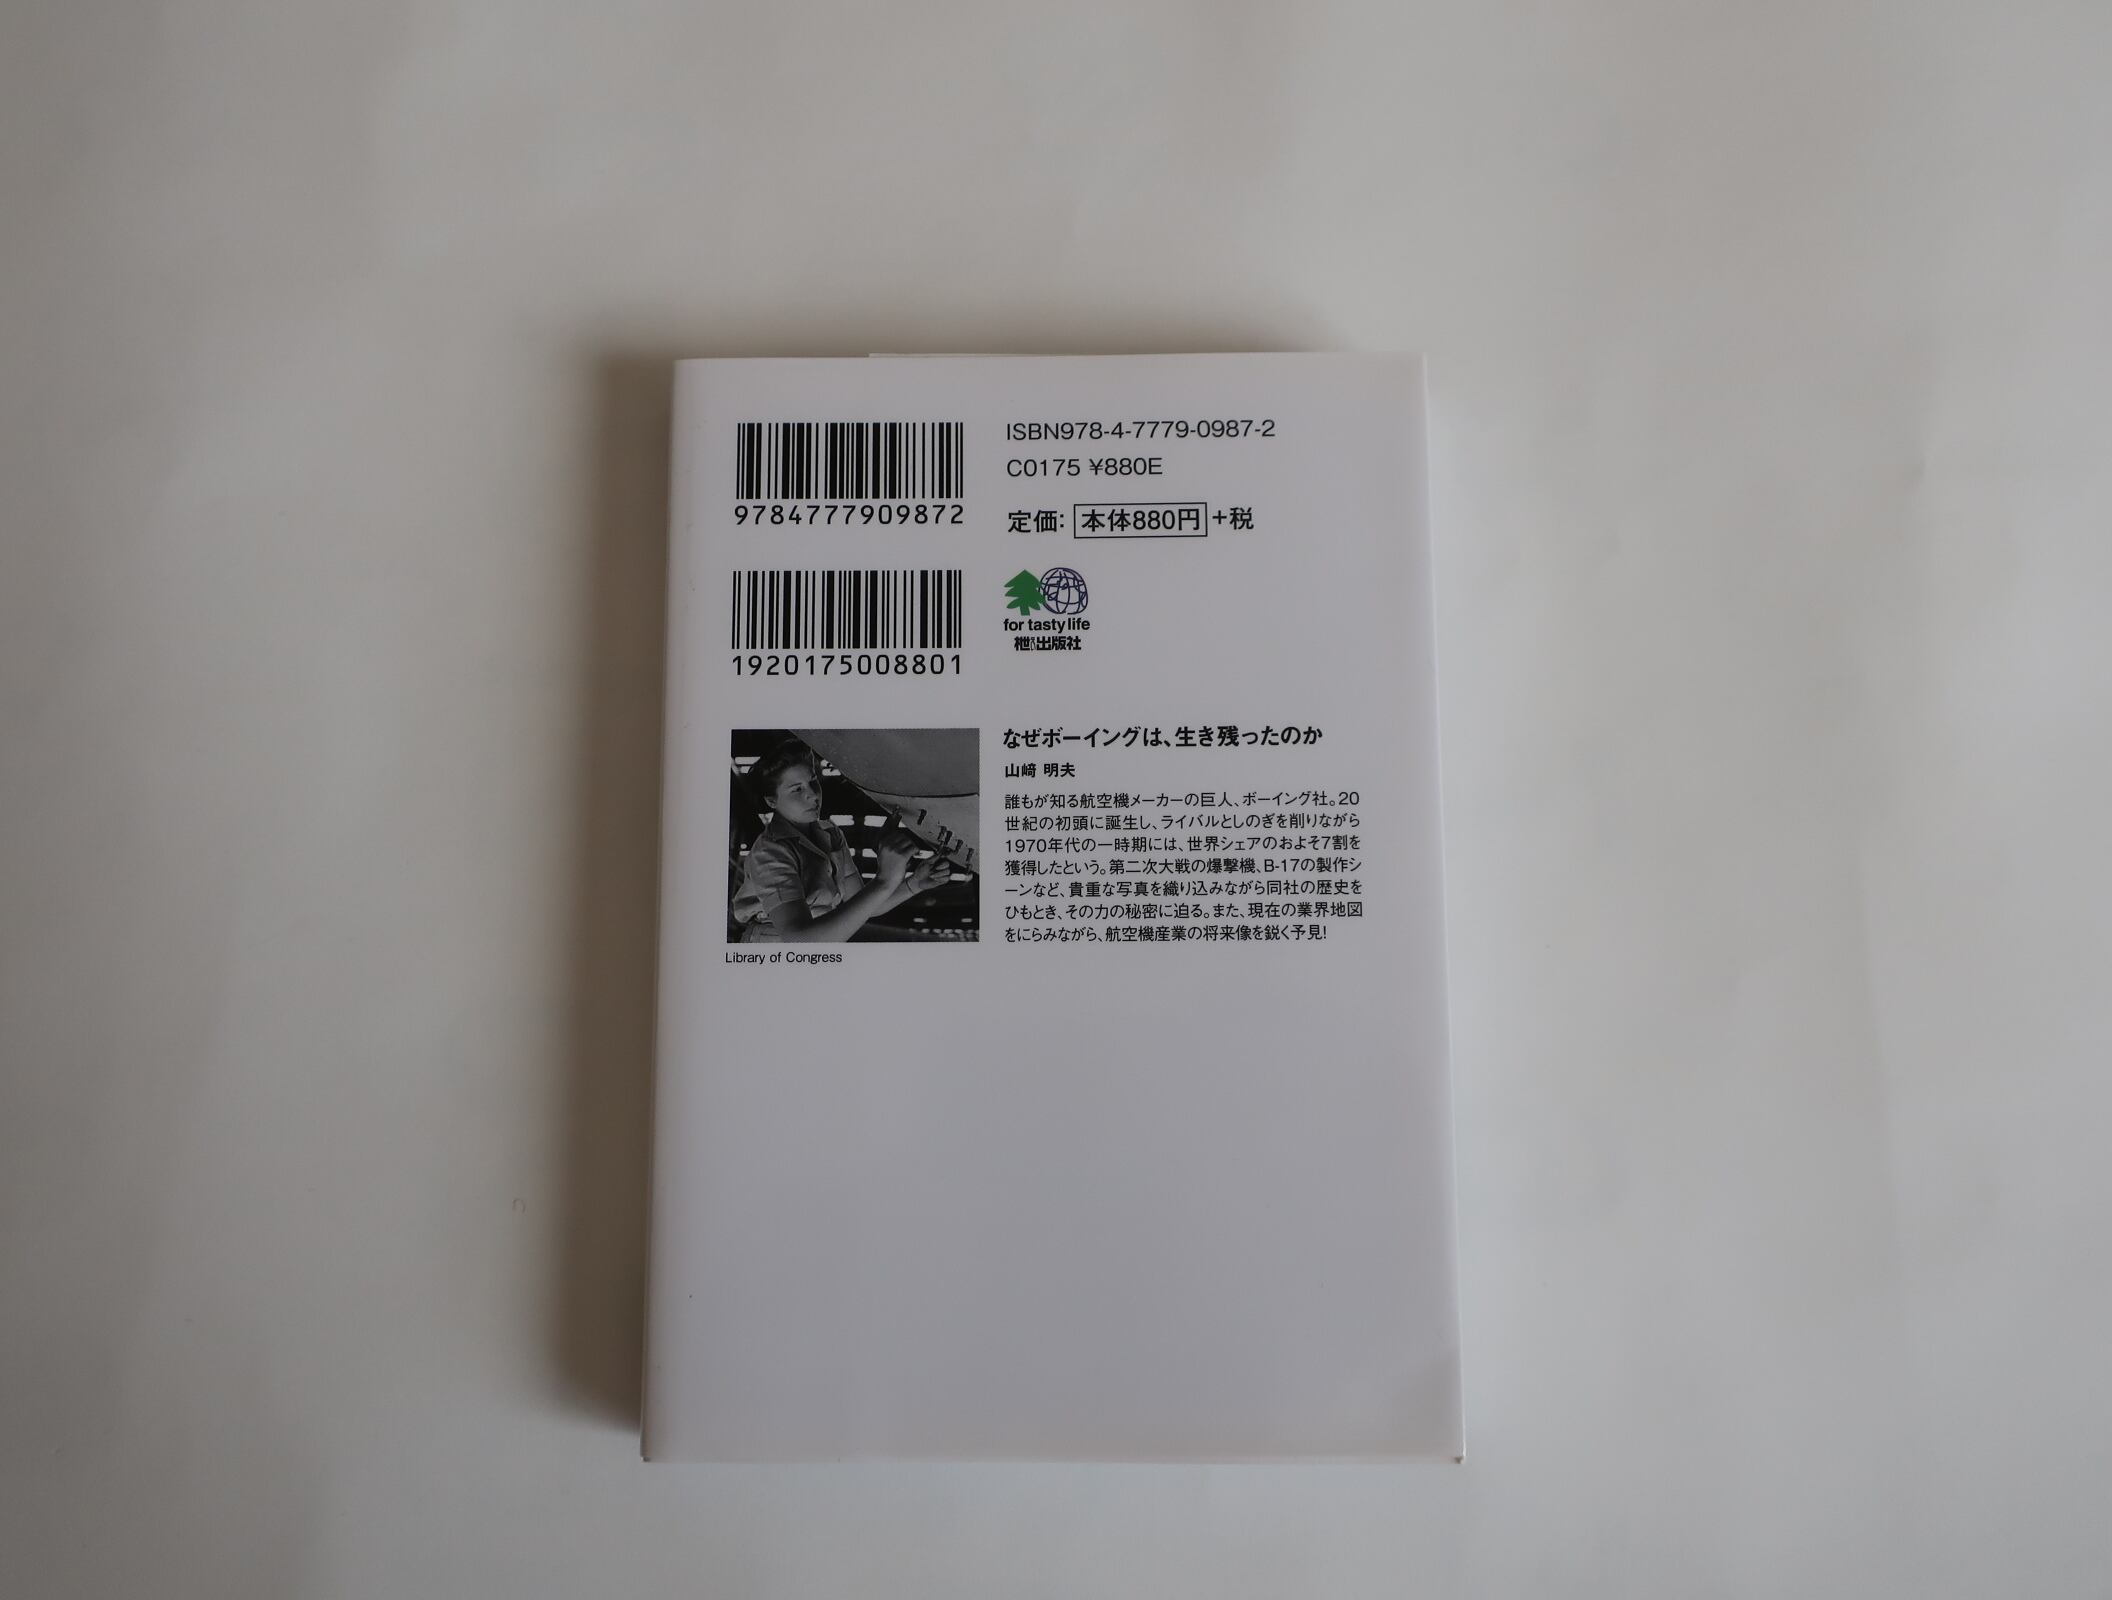 9784777909872
ISBN978-4-7779-0987-2
C0175 ¥880E
定価: 本体880円+税
1920175008801
for tasty life
枻出版社
Library of Congress
なぜボーイングは、生き残ったのか
山﨑 明夫
誰もが知る航空機メーカーの巨人、ボーイング社。20
世紀の初頭に誕生し、ライバルとしのぎを削りながら
1970年代の一時期には、世界シェアのおよそ7割を
獲得したという。第二次大戦の爆撃機、B-17の製作シ
ーンなど、貴重な写真を織り込みながら同社の歴史を
ひもとき、その力の秘密に迫る。また、現在の業界地図
をにらみながら、航空機産業の将来像を鋭く予見!